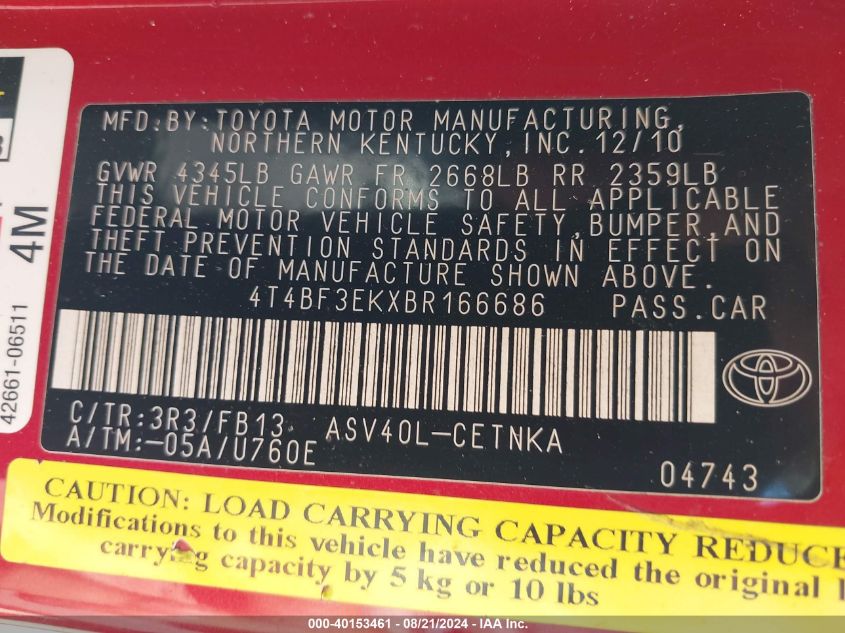 MFD.BY:TOYOTA MOTOR MANUFACTURING,
NORTHERN KENTUCKY,INC.12/10
GVWR 4345LB GAWR FR 2668LB RR 2359LB
THIS VEHICLE CONFORMS TO ALL APPLICABLE
FEDERAL MOTOR VEHICLE SAFETY,BUMPER,AND
THEFT PREVENTION STANDARDS IN EFFECT ON
THE DATE OF MANUFACTURE SHOWN ABOVE.
4T4BF3EKXBR166686 PASS.CAR
C/TR:3R3/FB13 ASV40L-CETNKA
A/TM:-05A/U760E
04743
4M
42661-06511
CAUTION: LOAD CARRYING CAPACITY REDUCE
Modifications to this vehicle have reduced the original
carrying capacity by 5 kg or 10 lbs
000-40153461 - 08/21/2024 - IAA Inc.